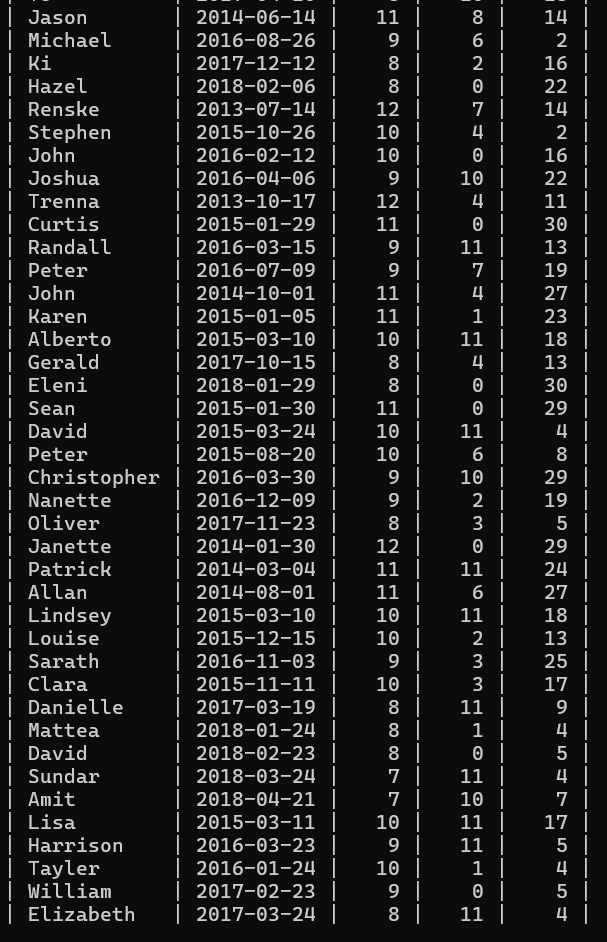 | Jason | 2014-06-14 | 11 | 8 | 14 |
| Michael | 2016-08-26 | 9 | 6 | 2 |
| Ki | 2017-12-12 | 8 | 2 | 16 |
| Hazel | 2018-02-06 | 8 | 0 | 22 |
| Renske | 2013-07-14 | 12 | 7 | 14 |
| Stephen | 2015-10-26 | 10 | 4 | 2 |
| John | 2016-02-12 | 10 | 0 | 16 |
| Joshua | 2016-04-06 | 9 | 10 | 22 |
| Trenna | 2013-10-17 | 12 | 4 | 11 |
| Curtis | 2015-01-29 | 11 | 0 | 30 |
| Randall | 2016-03-15 | 9 | 11 | 13 |
| Peter | 2016-07-09 | 9 | 7 | 19 |
| John | 2014-10-01 | 11 | 4 | 27 |
| Karen | 2015-01-05 | 11 | 1 | 23 |
| Alberto | 2015-03-10 | 10 | 11 | 18 |
| Gerald | 2017-10-15 | 8 | 4 | 13 |
| Eleni | 2018-01-29 | 8 | 0 | 30 |
| Sean | 2015-01-30 | 11 | 0 | 29 |
| David | 2015-03-24 | 10 | 11 | 4 |
| Peter | 2015-08-20 | 10 | 6 | 8 |
| Christopher | 2016-03-30 | 9 | 10 | 29 |
| Nanette | 2016-12-09 | 9 | 2 | 19 |
| Oliver | 2017-11-23 | 8 | 3 | 5 |
| Janette | 2014-01-30 | 12 | 0 | 29 |
| Patrick | 2014-03-04 | 11 | 11 | 24 |
| Allan | 2014-08-01 | 11 | 6 | 27 |
| Lindsey | 2015-03-10 | 10 | 11 | 18 |
| Louise | 2015-12-15 | 10 | 2 | 13 |
| Sarath | 2016-11-03 | 9 | 3 | 25 |
| Clara | 2015-11-11 | 10 | 3 | 17 |
| Danielle | 2017-03-19 | 8 | 11 | 9 |
| Mattea | 2018-01-24 | 8 | 1 | 4 |
| David | 2018-02-23 | 8 | 0 | 5 |
| Sundar | 2018-03-24 | 7 | 11 | 4 |
| Amit | 2018-04-21 | 7 | 10 | 7 |
| Lisa | 2015-03-11 | 10 | 11 | 17 |
| Harrison | 2016-03-23 | 9 | 11 | 5 |
| Tayler | 2016-01-24 | 10 | 1 | 4 |
| William | 2017-02-23 | 9 | 0 | 5 |
| Elizabeth | 2017-03-24 | 8 | 11 | 4 |